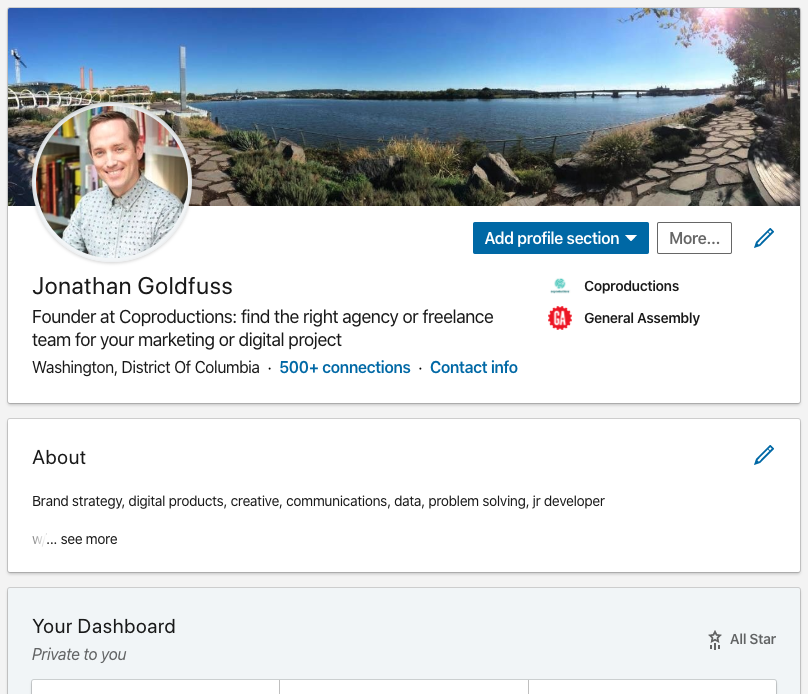 Add profile section
More...
Jonathan Goldfuss
Coproductions
Founder at Coproductions: find the right agency or freelance
GA
General Assembly
team for your marketing or digital project
Washington, District Of Columbia · 500+ connections · Contact info
About
Brand strategy, digital products, creative, communications, data, problem solving, jr developer
w/... see more
Your Dashboard
All Star
Private to you